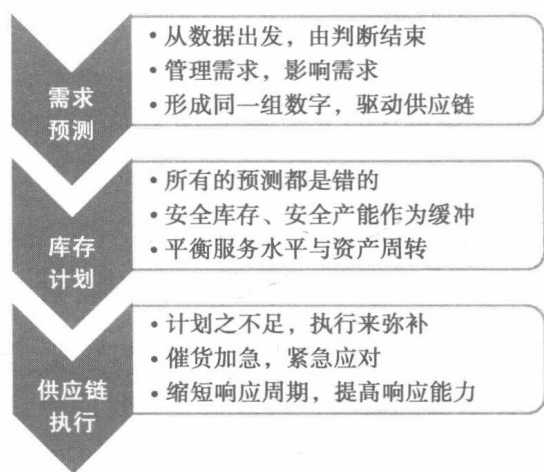 需求
预测
• 从数据出发，由判断结束
• 管理需求，影响需求
• 形成同一组数字，驱动供应链
库存
计划
• 所有的预测都是错的
• 安全库存、安全产能作为缓冲
• 平衡服务水平与资产周转
供应链
执行
• 计划之不足，执行来弥补
• 催货加急，紧急应对
• 缩短响应周期，提高响应能力